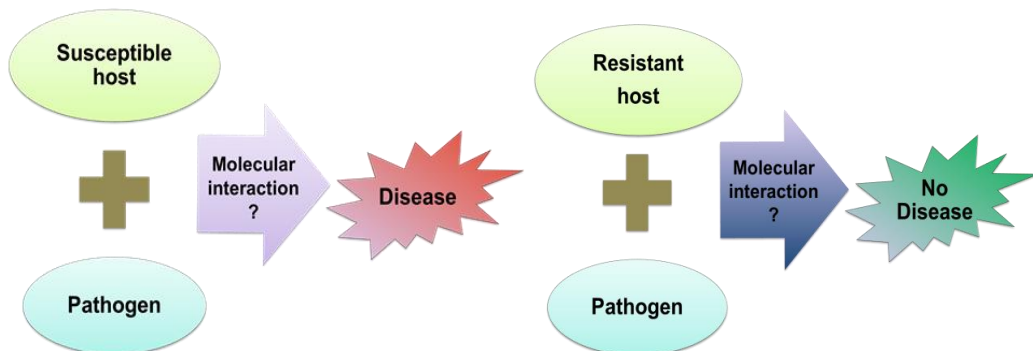 Susceptible
host
Molecular
interaction
?
Disease
Pathogen
Resistant
host
Molecular
interaction
?
No
Disease
Pathogen